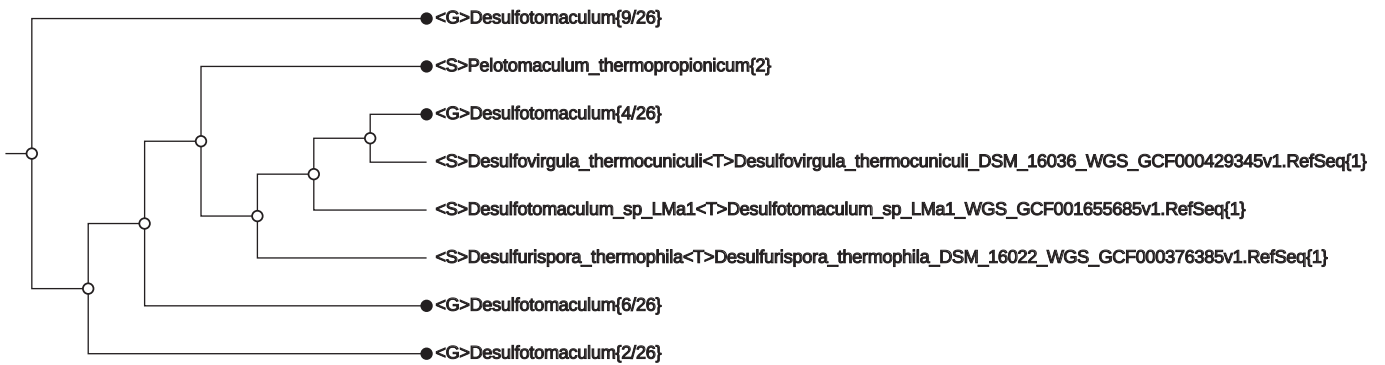 <G>Desulfotomaculum{9/26}
<S>Pelotomaculum_thermopropionicum{2}
<G>Desulfotomaculum{4/26}
<S>Desulfovirgula_thermocuniculi<T>Desulfovirgula_thermocuniculi_DSM_16036_WGS_GCF000429345v1.RefSeq{1}
<S>Desulfotomaculum_sp_LMa1<T>Desulfotomaculum_sp_LMa1_WGS_GCF001655685v1.RefSeq{1}
<S>Desulfurispora_thermophila<T>Desulfurispora_thermophila_DSM_16022_WGS_GCF000376385v1.RefSeq{1}
<G>Desulfotomaculum{6/26}
<G>Desulfotomaculum{2/26}